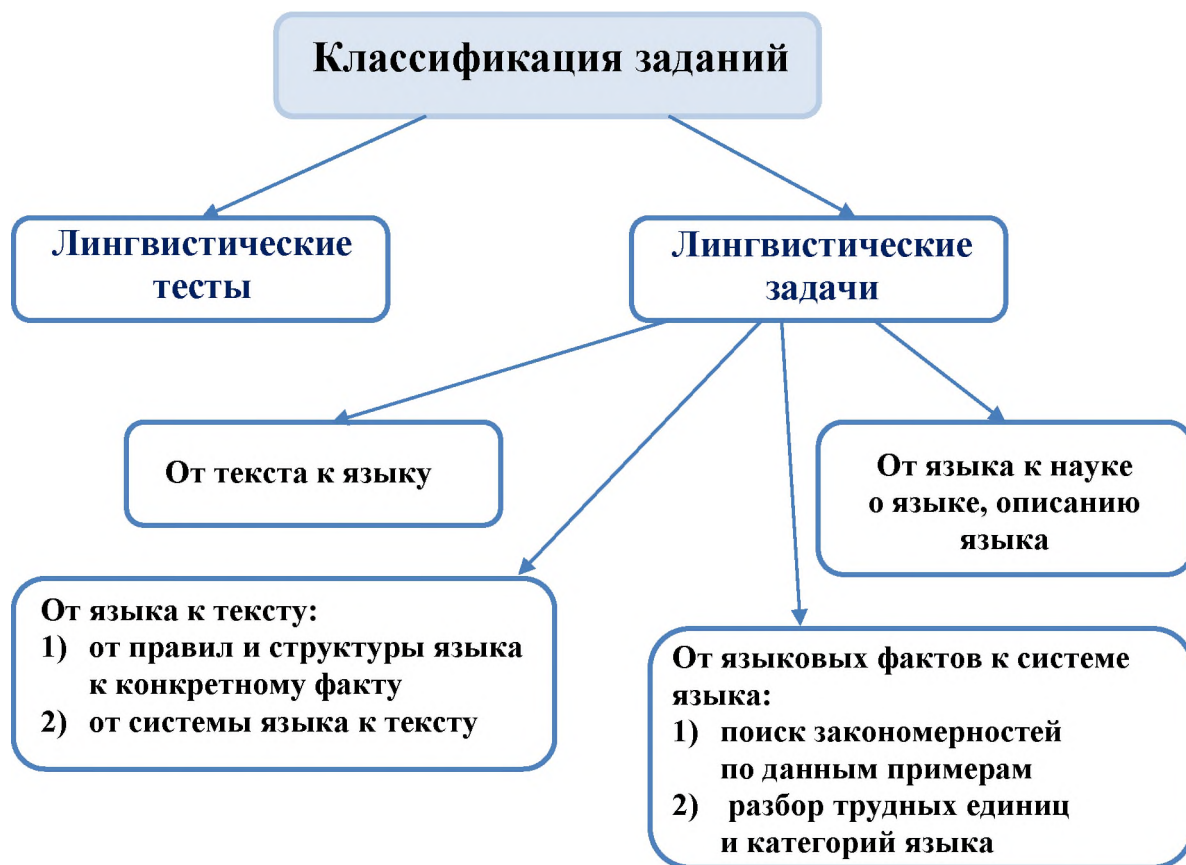 Классификация заданий
Лингвистические
тесты
Лингвистические
задачи
От текста к языку
От языка к науке
о языке, описанию
языка
От языка к тексту:
1) от правил и структуры языка
к конкретному факту
2) от системы языка к тексту
От языковых фактов к системе
языка:
1) поиск закономерностей
по данным примерам
2) разбор трудных единиц
и категорий языка